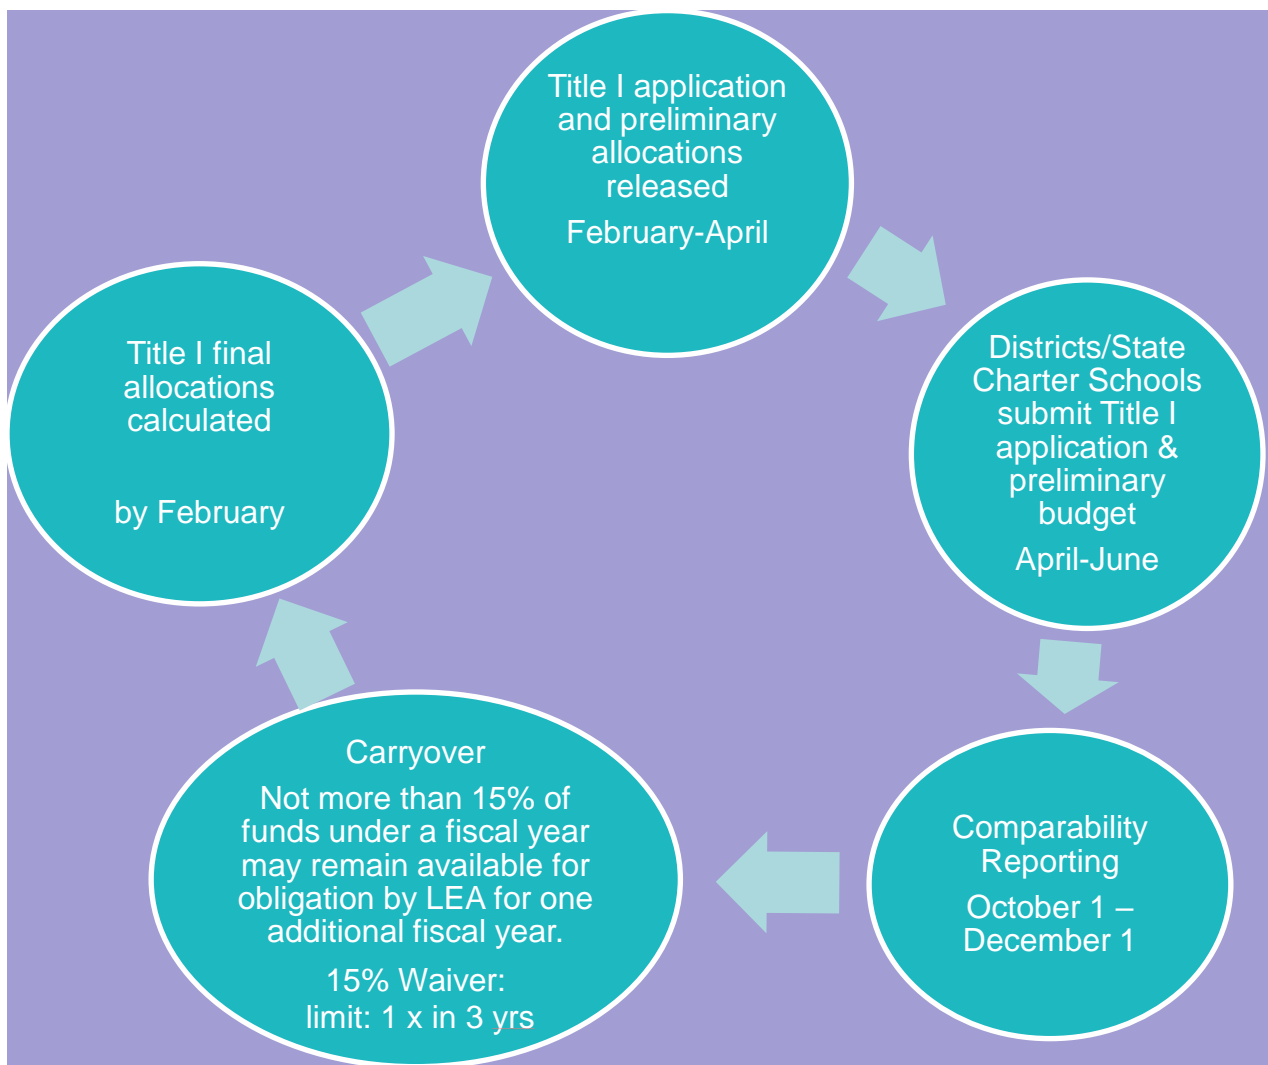 Title I application
and preliminary
allocations
released
February-April
Districts/State
Charter Schools
submit Title I
application &
preliminary
budget
April-June
Comparability
Reporting
October 1 –
December 1
Carryover
Not more than 15% of
funds under a fiscal year
may remain available for
obligation by LEA for one
additional fiscal year.
15% Waiver:
limit: 1 x in 3 yrs
Title I final
allocations
calculated
by February